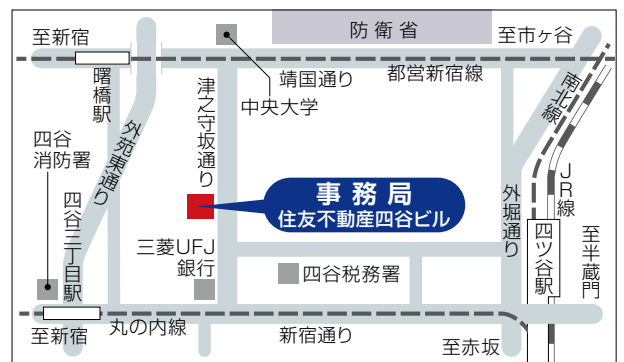 防衛省
至新宿
至市ヶ谷
靖国通り
都営新宿線
曙橋駅
中央大学
津之守坂通り
外苑東通り
南北線
四谷
消防署
JR線
事務局
住友不動産四谷ビル
外堀通り
四谷三丁目駅
三菱UFJ
銀行
四谷税務署
四ツ谷駅
至半蔵門
至新宿
丸の内線
新宿通り
至赤坂